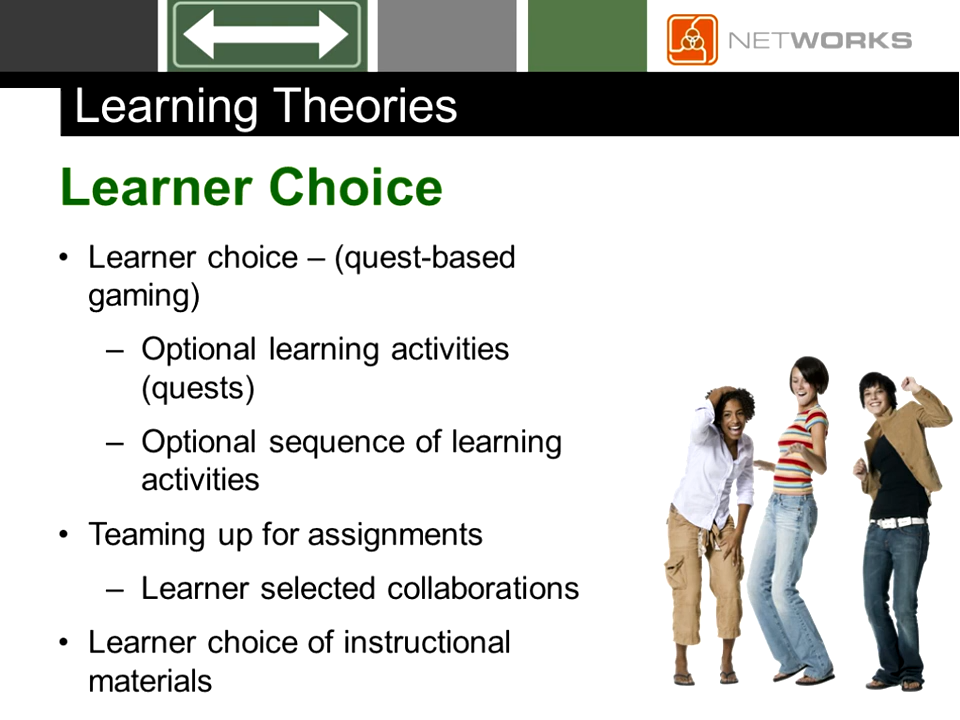 NETWORKS
Learning Theories
Learner Choice
• Learner choice – (quest-based
gaming)
– Optional learning activities
(quests)
– Optional sequence of learning
activities
• Teaming up for assignments
– Learner selected collaborations
• Learner choice of instructional
materials